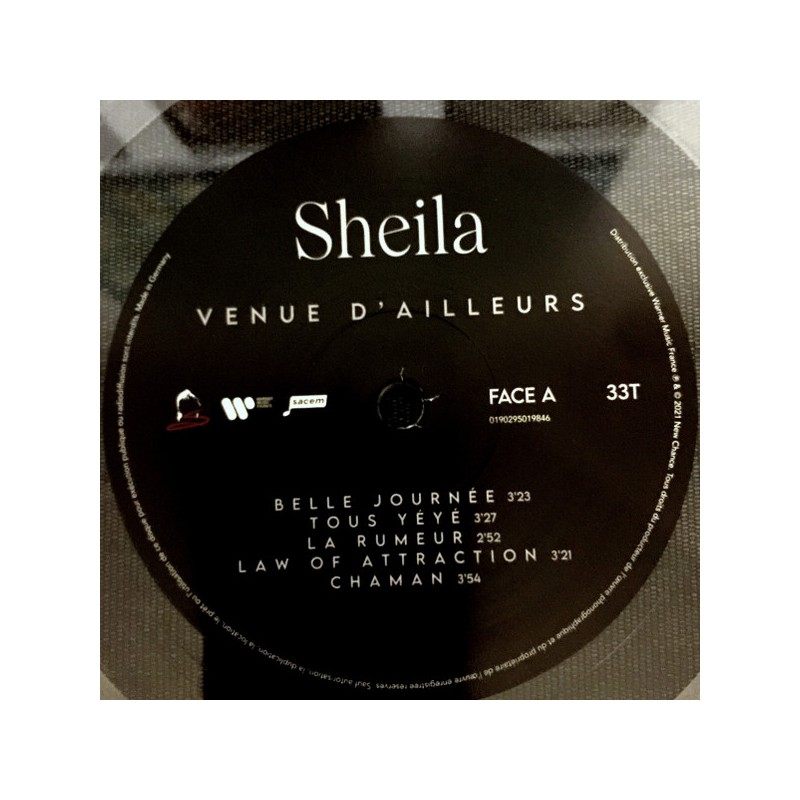 Sheila
VENUE D'AILLEURS
sacem
FACE A
33T
0190295019846
BELLE JOURNÉE 3'23
TOUS YÉYÉ 3'27
LA RUMEUR 2'52
LAW OF ATTRACTION 3'21
CHAMAN 3'54
Distribution exclusive Warner Music France ℗ & © 2021 New Chance. Tous droits du producteur de l'œuvre phonographique et du propriétaire de l'œuvre enregistrée réservés. Sauf autorisation, la duplication, la location, le prêt ou l'utilisation de ce disque pour exécution publique ou radiodiffusion sont interdits. Made in Germany